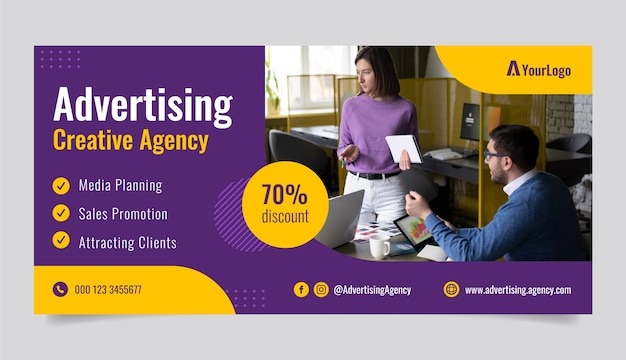 Advertising
Creative Agency
Media Planning
Sales Promotion
Attracting Clients
70%
discount
YourLogo
000 123 3455677
@AdvertisingAgency
www.advertising.agency.com